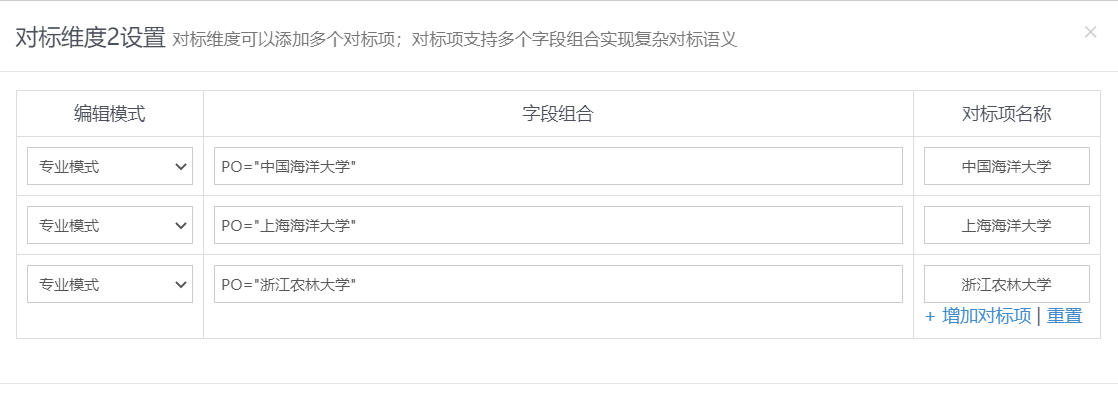 对标维度2设置 对标维度可以添加多个对标项；对标项支持多个字段组合实现复杂对标语义 ×
编辑模式 字段组合 对标项名称
专业模式 PO="中国海洋大学" 中国海洋大学
专业模式 PO="上海海洋大学" 上海海洋大学
专业模式 PO="浙江农林大学" 浙江农林大学
+ 增加对标项 | 重置